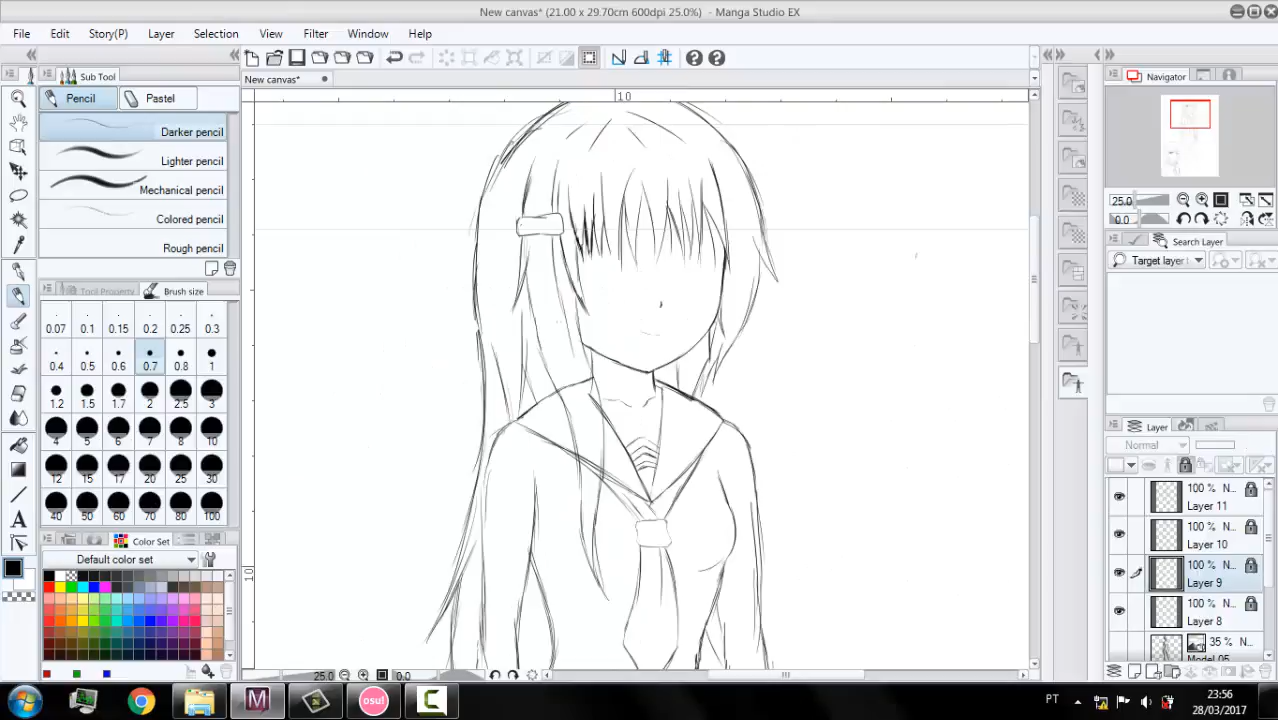 New canvas* (21.00 x 29.70cm 600dpi 25.0%) - Manga Studio EX
File Edit Story(P) Layer Selection View Filter Window Help
Sub Tool
New canvas*
Navigator
Pencil Pastel
10
Darker pencil
Lighter pencil
Mechanical pencil
Colored pencil
Rough pencil
25.0
0.0
Search Layer
Target layer t
Tool Property Brush size
0.07 0.1 0.15 0.2 0.25 0.3
0.4 0.5 0.6 0.7 0.8 1
1.2 1.5 1.7 2 2.5 3
4 5 6 7 8 10
12 15 17 20 25 30
40 50 60 70 80 100
Layer
Normal
100 % N...
Layer 11
100 % N...
Layer 10
100 % N...
Layer 9
100 % N...
Layer 8
35 % N...
Model 05
Color Set
Default color set
10
25.0 0.0
osu!
PT
23:56
28/03/2017